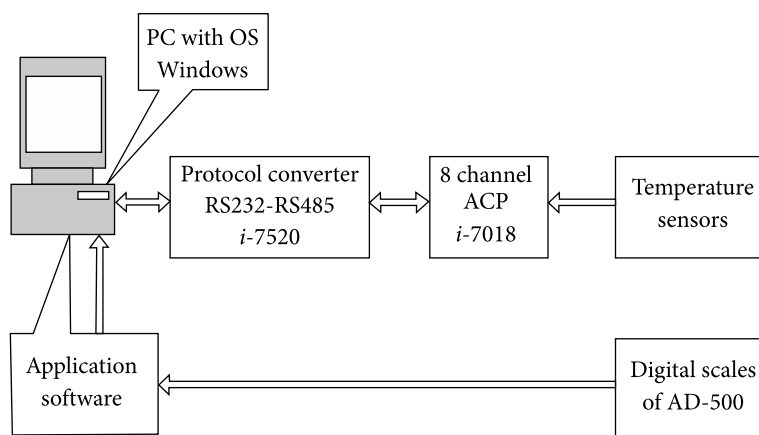 PC with OS
Windows
Protocol converter
RS232-RS485
i-7520
8 channel
ACP
i-7018
Temperature
sensors
Application
software
Digital scales
of AD-500